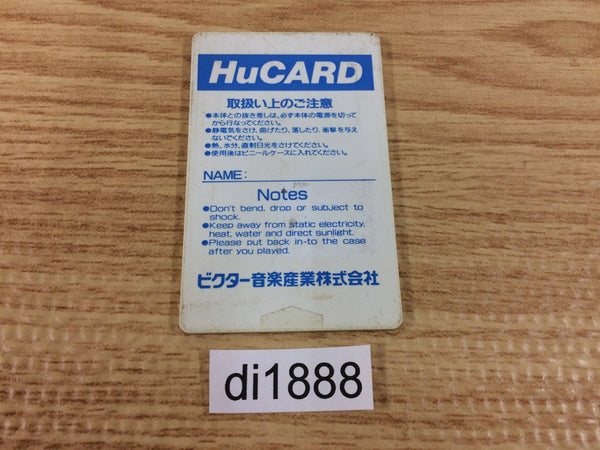 HuCARD
取扱い上のご注意
●本体との抜き差しは、必ず本体の電源を切って
から行なってください。
●静電気をさけ、曲げたり、落したり、衝撃を与え
ないでください。
●熱、水分、直射日光をさけてください。
●使用後はビニールケースに入れてください。
NAME:
Notes
●Don't bend, drop or subject to
shock.
●Keep away from static electricity,
heat, water and direct sunlight.
●Please put back in-to the case
after you played.
ビクター音楽産業株式会社
di1888